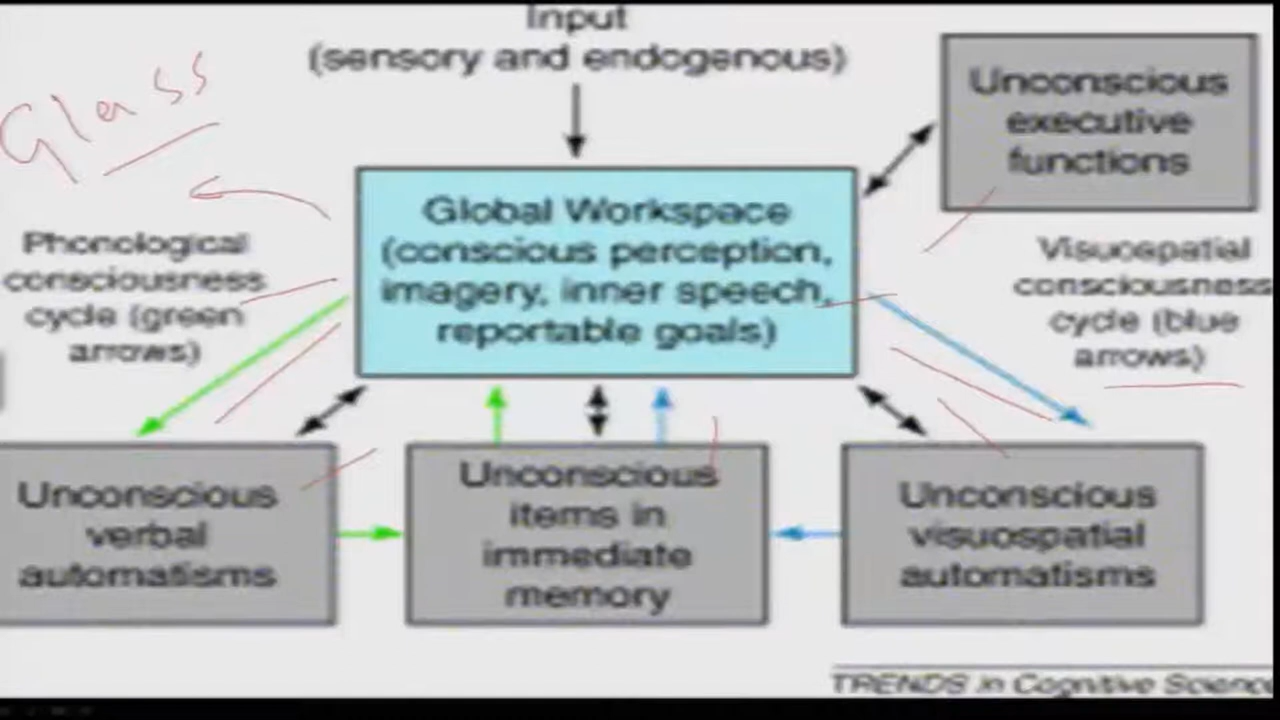 Input
(sensory and endogenous)
Glass
Unconscious
executive
functions
Global Workspace
(conscious perception,
imagery, inner speech,
reportable goals)
Phonological
consciousness
cycle (green
arrows)
Visuospatial
consciousness
cycle (blue
arrows)
Unconscious
verbal
automatisms
Unconscious
items in
immediate
memory
Unconscious
visuospatial
automatisms
TRENDS in Cognitive Science